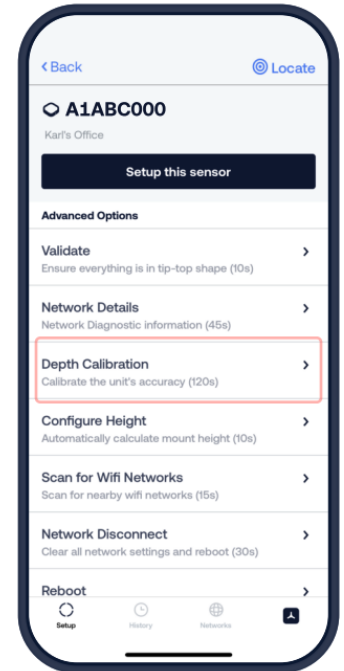 Back
Locate
A1ABC000
Karl's Office
Setup this sensor
Advanced Options
Validate
Ensure everything is in tip-top shape (10s)
Network Details
Network Diagnostic information (45s)
Depth Calibration
Calibrate the unit's accuracy (120s)
Configure Height
Automatically calculate mount height (10s)
Scan for Wifi Networks
Scan for nearby wifi networks (15s)
Network Disconnect
Clear all network settings and reboot (30s)
Reboot
Setup
History
Networks